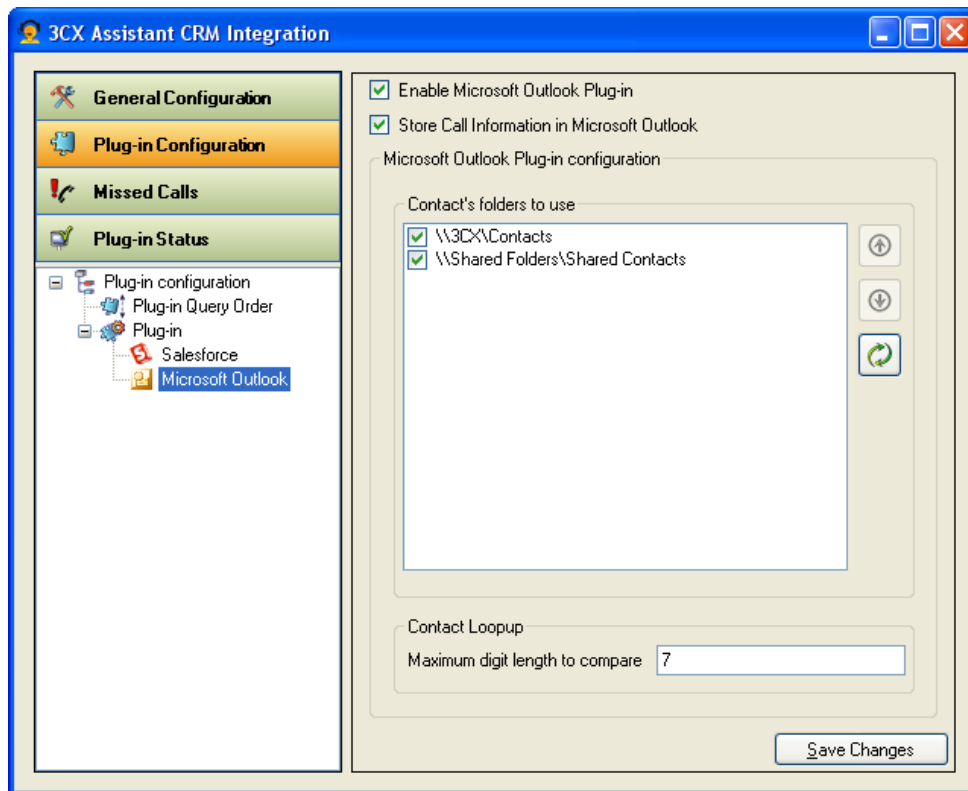 3CX Assistant CRM Integration
General Configuration
Plug-in Configuration
Missed Calls
Plug-in Status
Plug-in configuration
Plug-in Query Order
Plug-in
Salesforce
Microsoft Outlook
Enable Microsoft Outlook Plug-in
Store Call Information in Microsoft Outlook
Microsoft Outlook Plug-in configuration
Contact's folders to use
\\3CX\Contacts
\\Shared Folders\Shared Contacts
Contact Loopup
Maximum digit length to compare 7
Save Changes